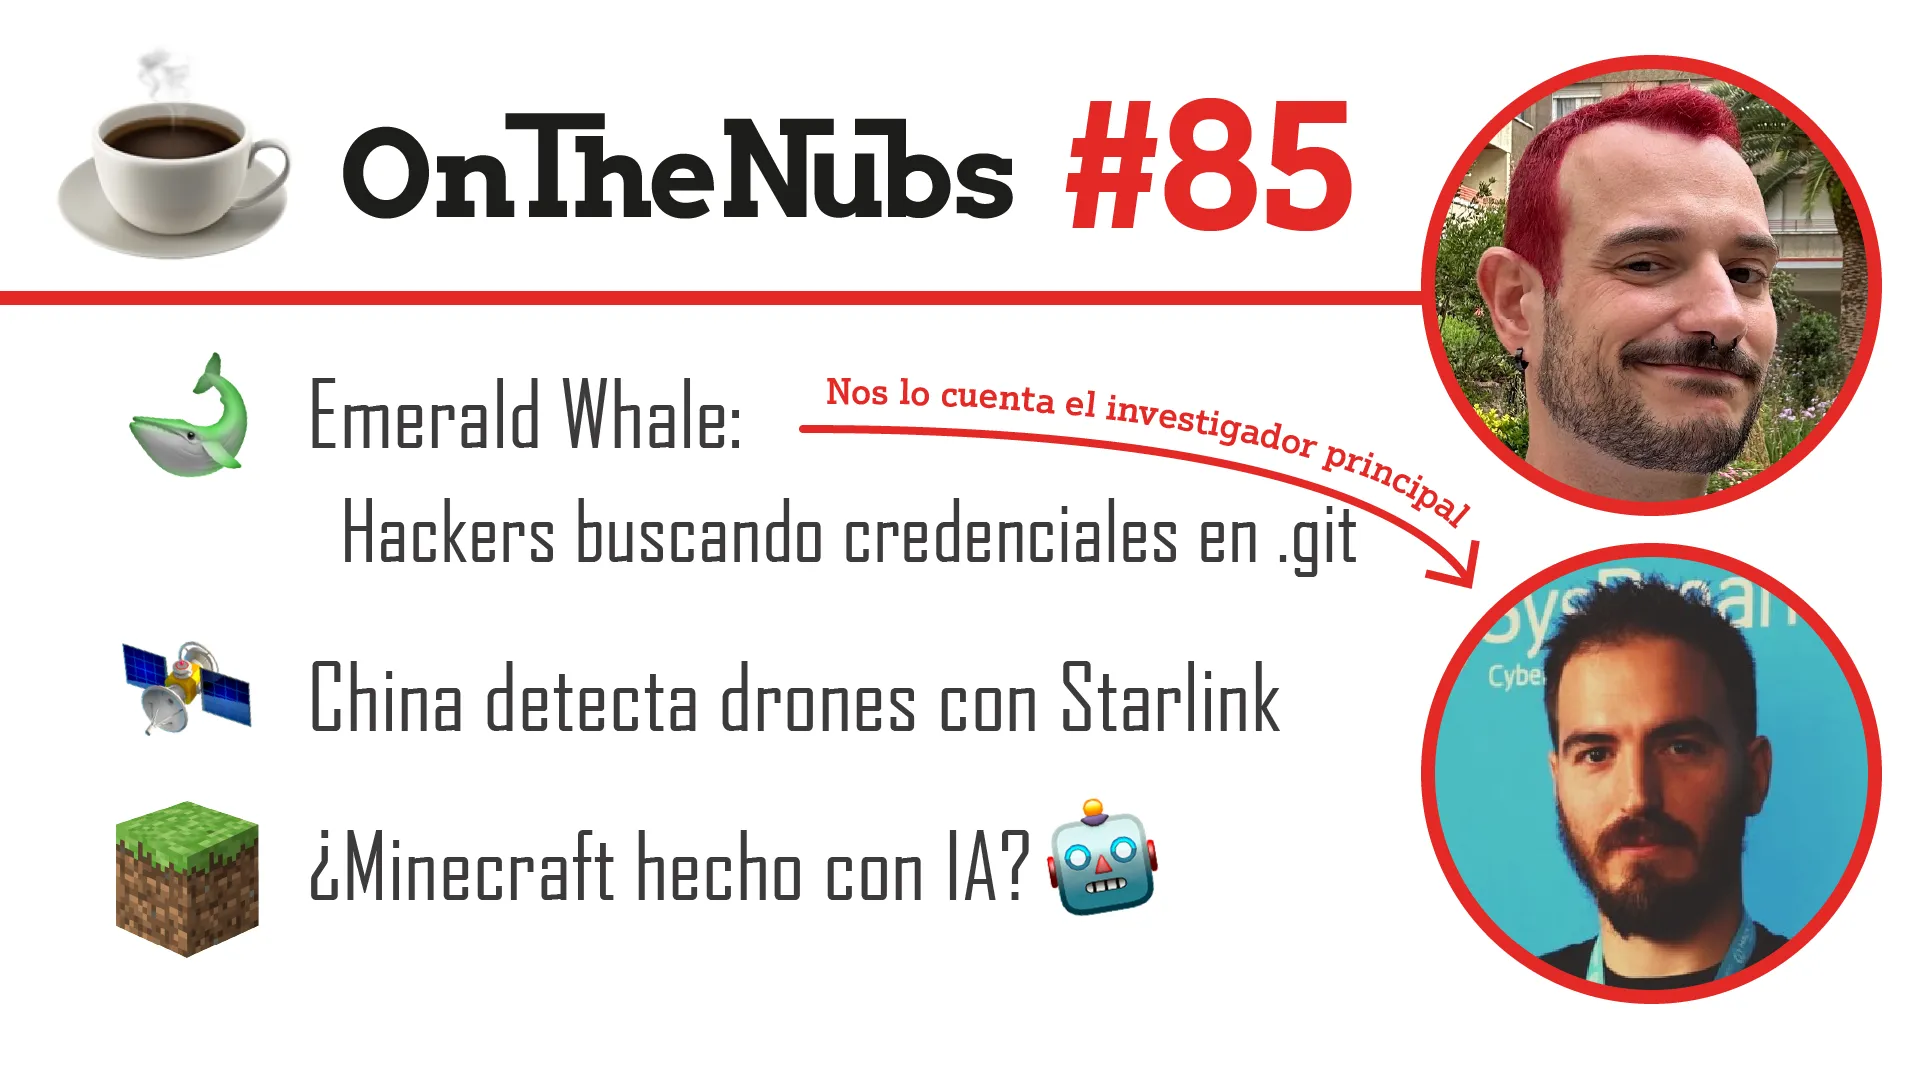 OnTheNubs #85
Emerald Whale:
Nos lo cuenta el investigador principal
Hackers buscando credenciales en .git
China detecta drones con Starlink
¿Minecraft hecho con IA?